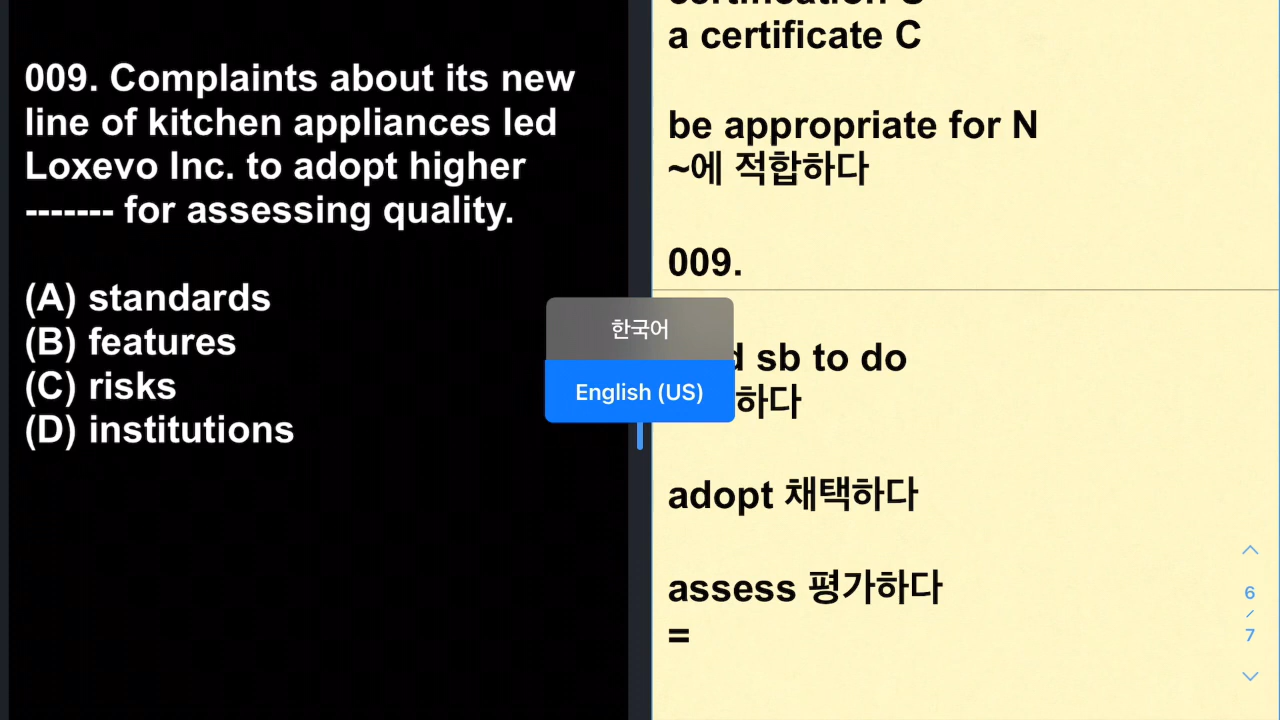 009. Complaints about its new
line of kitchen appliances led
Loxevo Inc. to adopt higher
------- for assessing quality.
(A) standards
(B) features
(C) risks
(D) institutions
a certificate C
be appropriate for N
~에 적합하다
009.
sb to do
하다
adopt 채택하다
assess 평가하다
=
한국어
English (US)
6
/
7